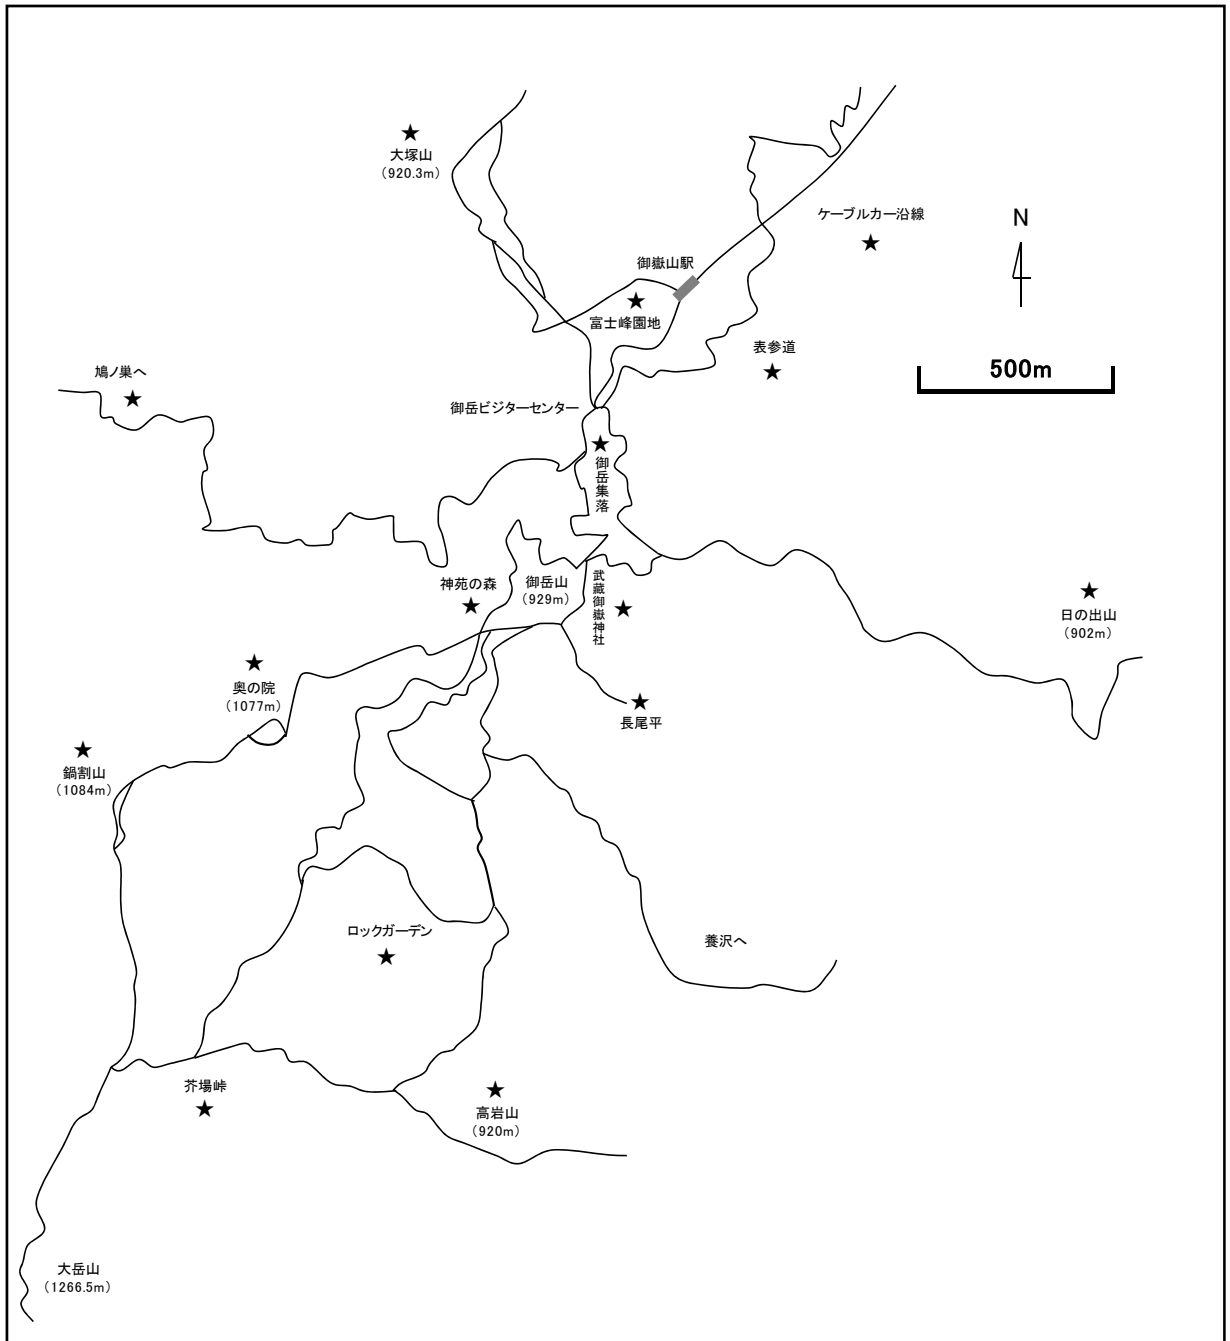 ★
大塚山
（920.3m）
ケーブルカー沿線
★
N
御嶽山駅
★
富士峰園地
表参道
★
500m
鳩ノ巣へ
★
御岳ビジターセンター
★
御岳集落
神苑の森
★
御岳山
（929m）
武蔵御嶽神社
★
★
日の出山
（902m）
★
奥の院
（1077m）
★
長尾平
★
鍋割山
（1084m）
ロックガーデン
★
養沢へ
芥場峠
★
★
高岩山
（920m）
大岳山
（1266.5m）